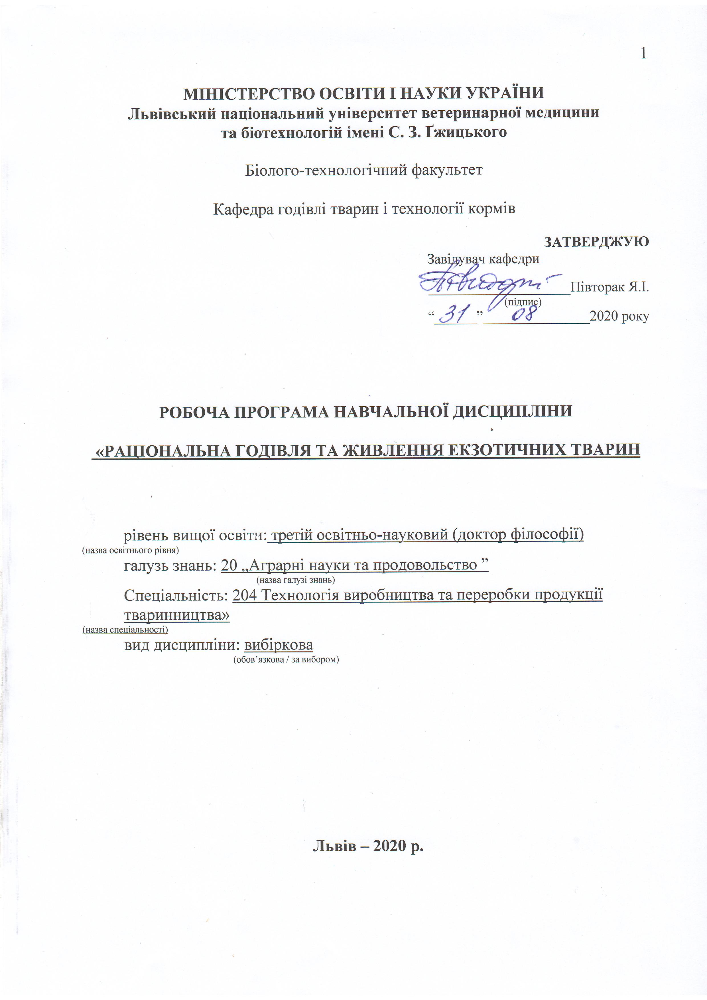 1
МІНІСТЕРСТВО ОСВІТИ І НАУКИ УКРАЇНИ
Львівський національний університет ветеринарної медицини
та біотехнологій імені С. З. Ґжицького
Біолого-технологічний факультет
Кафедра годівлі тварин і технології кормів
ЗАТВЕРДЖУЮ
Завідувач кафедри
Півторак Я.І.
(підпис)
“ 31 ” 08 2020 року
РОБОЧА ПРОГРАМА НАВЧАЛЬНОЇ ДИСЦИПЛІНИ
«РАЦІОНАЛЬНА ГОДІВЛЯ ТА ЖИВЛЕННЯ ЕКЗОТИЧНИХ ТВАРИН
рівень вищої освіти: третій освітньо-науковий (доктор філософії)
(назва освітнього рівня)
галузь знань: 20 „Аграрні науки та продовольство ”
(назва галузі знань)
Спеціальність: 204 Технологія виробництва та переробки продукції
тваринництва»
(назва спеціальності)
вид дисципліни: вибіркова
(обов’язкова / за вибором)
Львів – 2020 р.